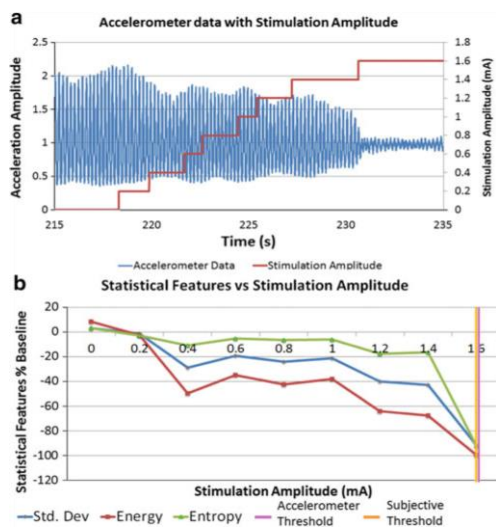 a
Accelerometer data with Stimulation Amplitude
Acceleration Amplitude
2.5
2
1.5
1
0.5
0
215
220
225
230
235
Time (s)
1.8
1.6
1.4
1.2
1
0.8
0.6
0.4
0.2
0
Stimulation Amplitude (mA)
Accelerometer Data
Stimulation Amplitude
b
Statistical Features vs Stimulation Amplitude
Statistical Features % Baseline
20
0
-20
-40
-60
-80
-100
-120
0
0.2
0.4
0.6
0.8
1
1.2
1.4
1.6
Stimulation Amplitude (mA)
Std. Dev
Energy
Entropy
Accelerometer
Threshold
Subjective
Threshold